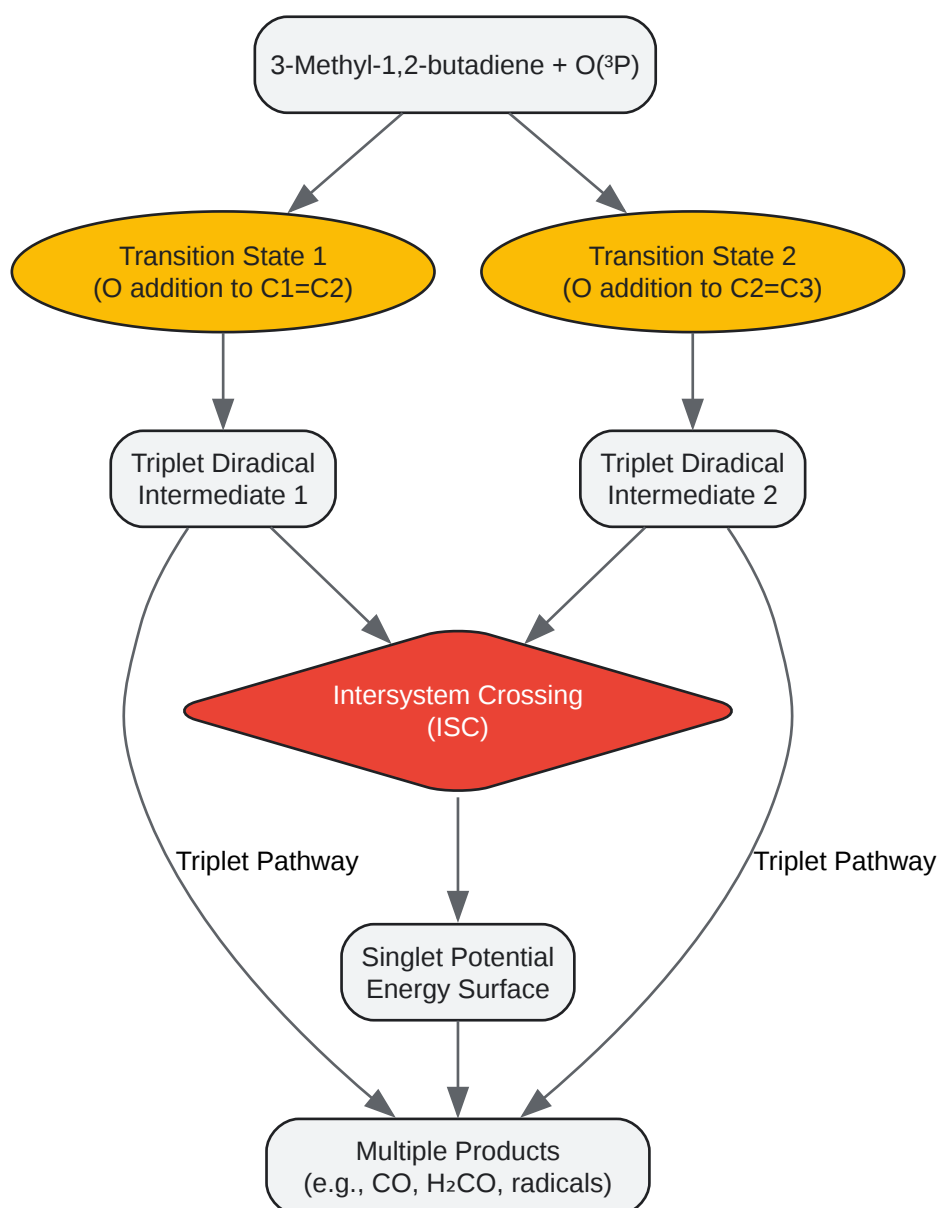 3-Methyl-1,2-butadiene + O(³P)
Transition State 1
(O addition to C1=C2)
Transition State 2
(O addition to C2=C3)
Triplet Diradical
Intermediate 1
Triplet Diradical
Intermediate 2
Intersystem Crossing
(ISC)
Triplet Pathway
Triplet Pathway
Singlet Potential
Energy Surface
Multiple Products
(e.g., CO, H₂CO, radicals)